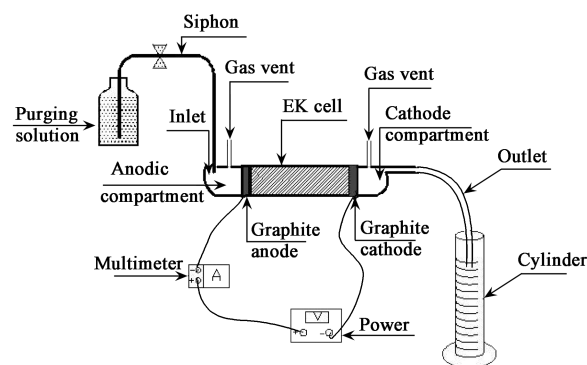 Siphon
Gas vent
Gas vent
EK cell
Purging
solution
Inlet
Cathode
compartment
Anodic
compartment
Outlet
Graphite
anode
Graphite
cathode
Multimeter
-
+
A
Cylinder
V
+
-
Power